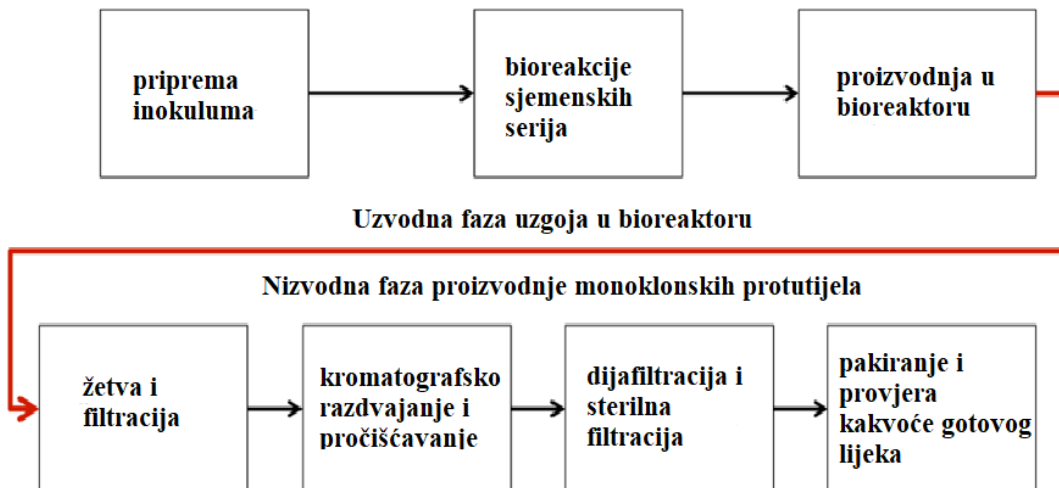 priprema
inokuluma
bioreakcije
sjemenskih
serija
proizvodnja u
bioreaktoru
Uzvodna faza uzgoja u bioreaktoru
Nizvodna faza proizvodnje monoklonskih protutijela
žetva i
filtracija
kromatografsko
razdvajanje i
pročišćavanje
dijafiltracija i
sterilna
filtracija
pakiranje i
provjera
kakvoće gotovog
lijeka